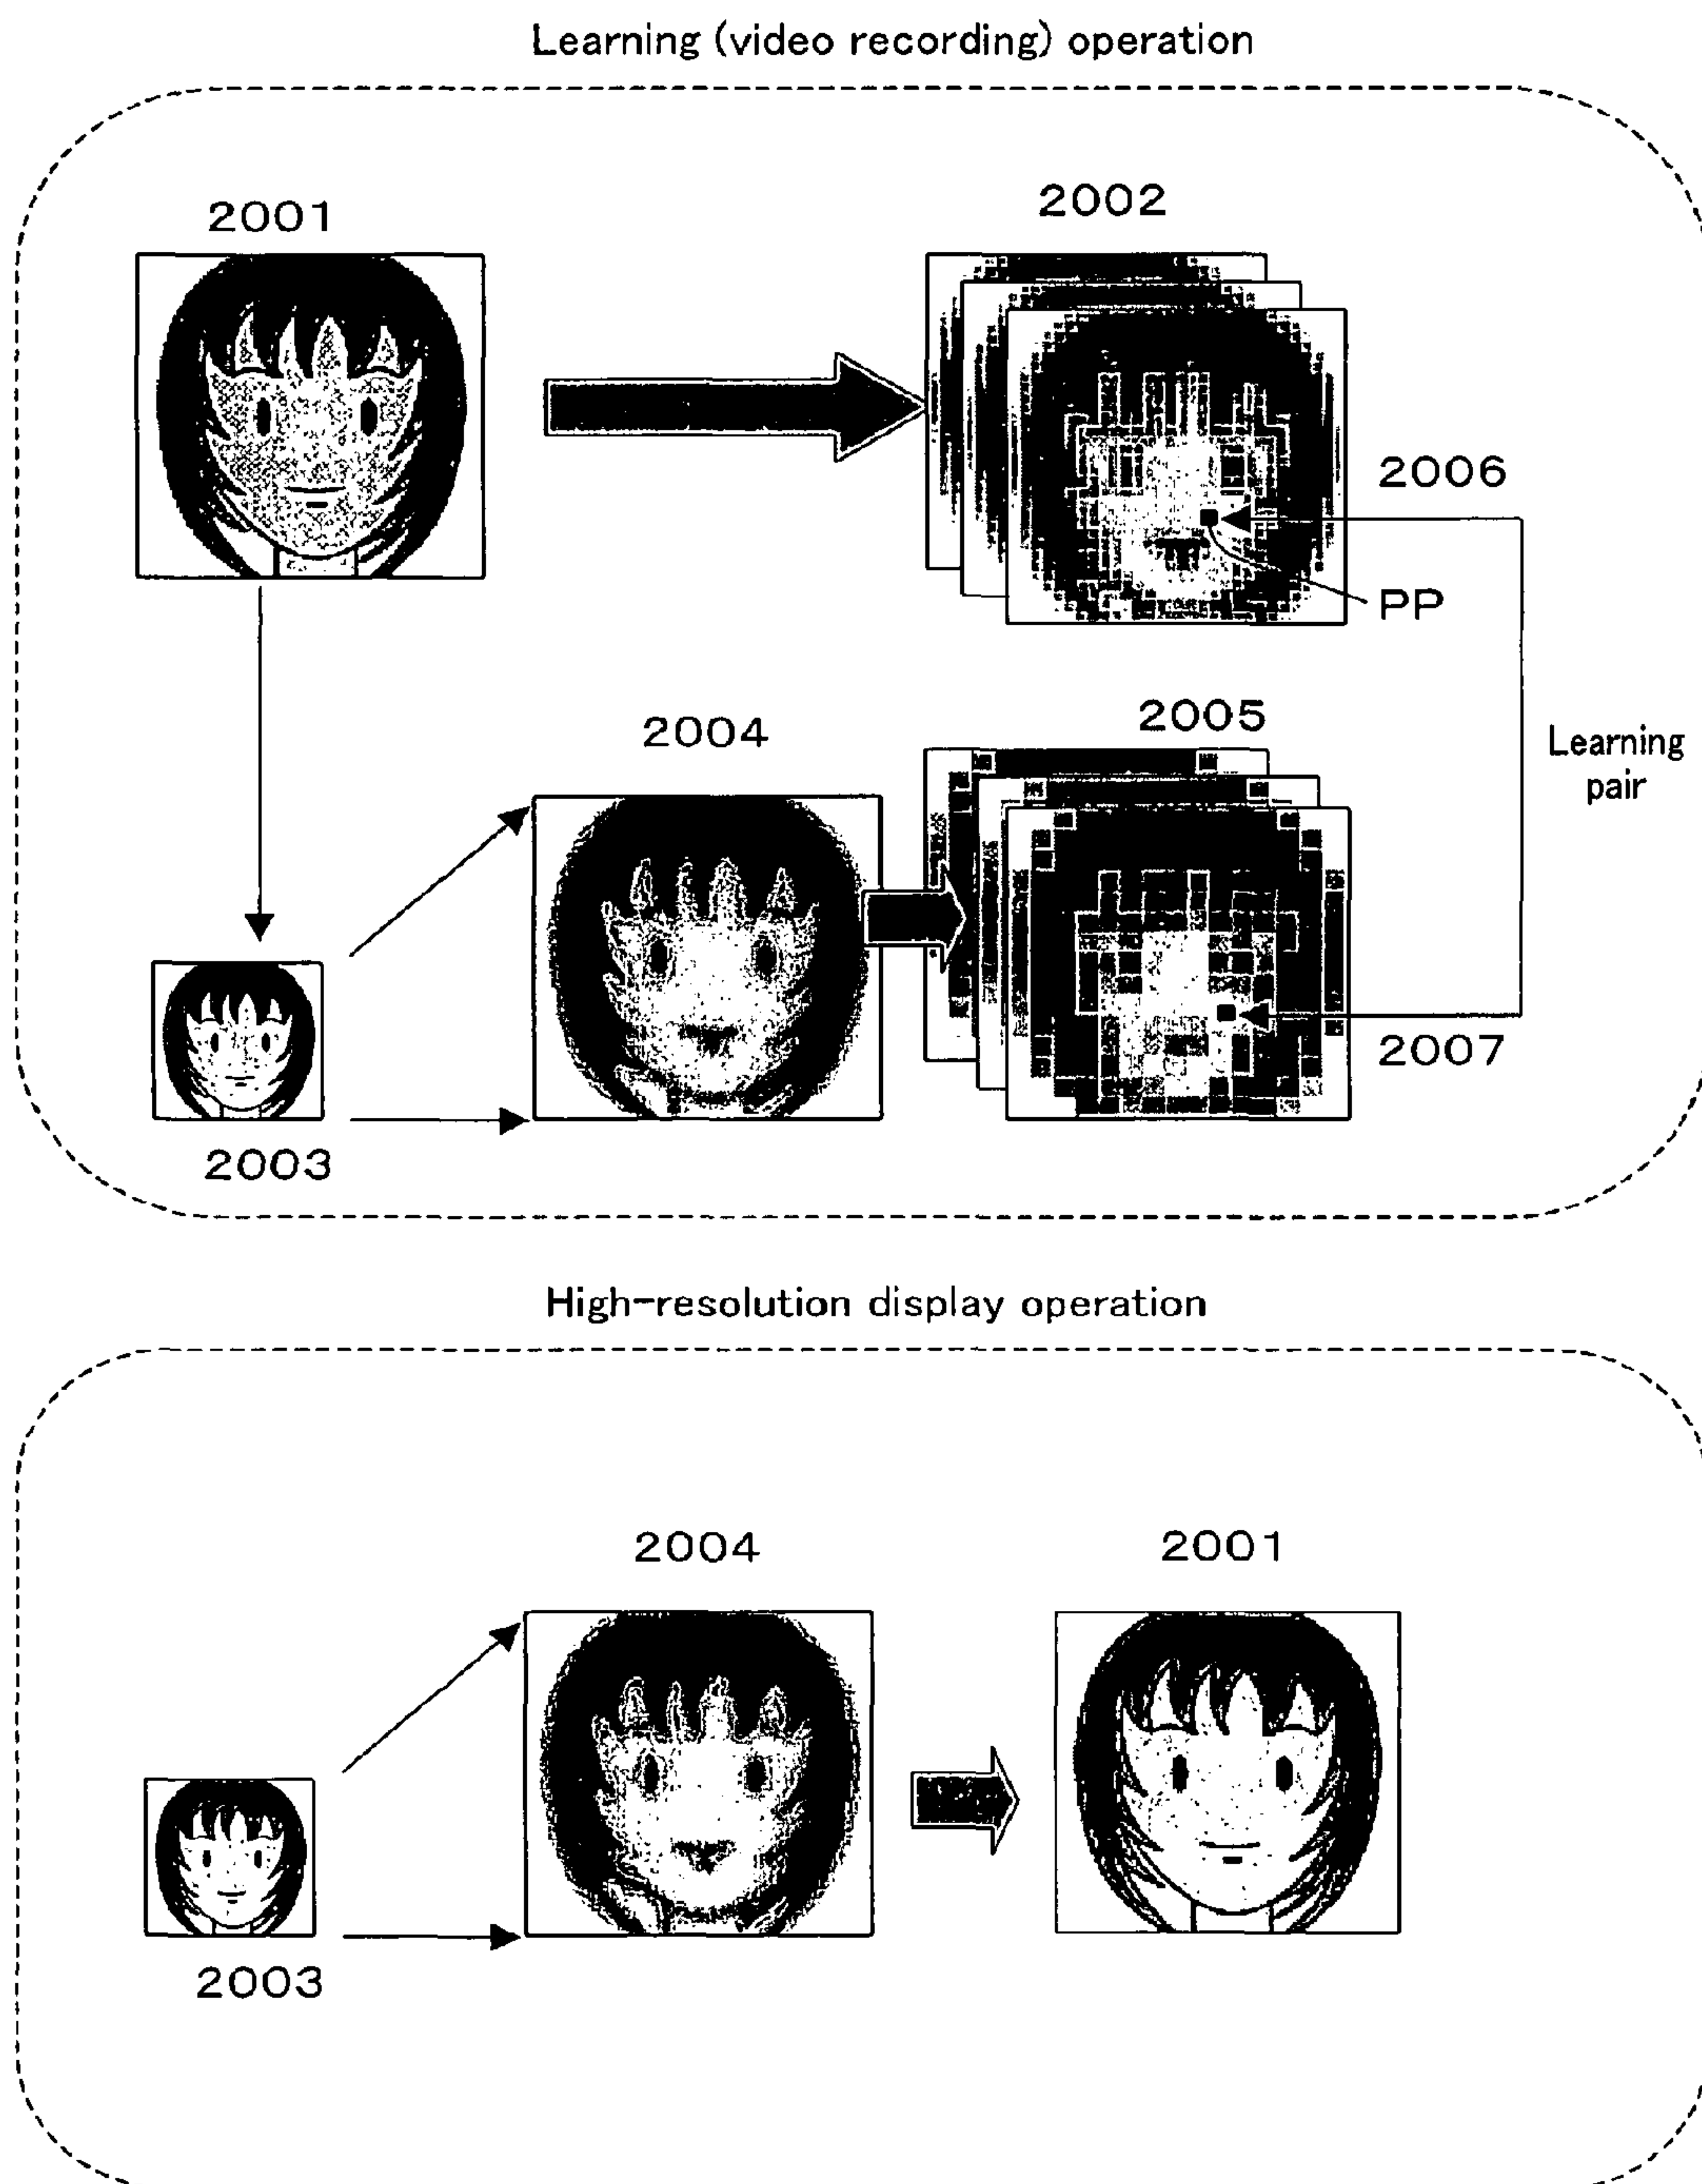 Learning (video recording) operation
2001
2002
2006
PP
2004
2005
Learning
pair
2007
2003
High-resolution display operation
2004
2001
2003